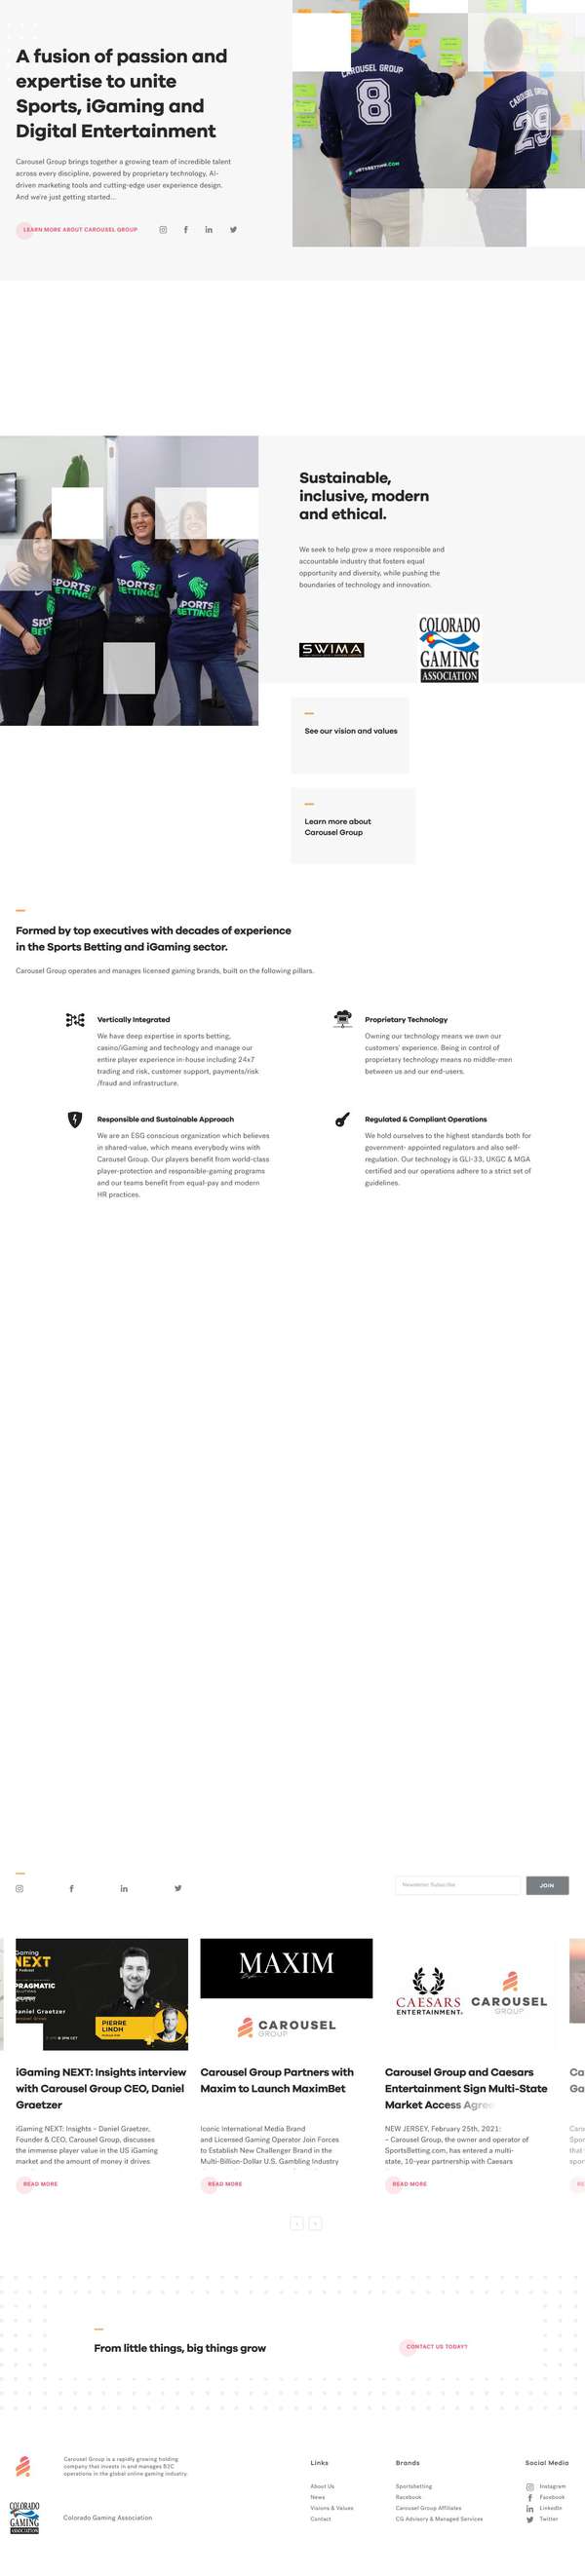 A fusion of passion and
expertise to unite
Sports, iGaming and
Digital Entertainment
Carousel Group brings together a growing team of incredible talent
across every discipline, powered by proprietary technology, AI-
driven marketing tools and cutting-edge user experience design.
And we're just getting started...
LEARN MORE ABOUT CAROUSEL GROUP
CAROUSEL GROUP
8
29
Sustainable,
inclusive, modern
and ethical.
We seek to help grow a more responsible and
accountable industry that fosters equal
opportunity and diversity, while pushing the
boundaries of technology and innovation.
SPORTS
BETTING
SWIMA
COLORADO
GAMING
ASSOCIATION
See our vision and values
Learn more about
Carousel Group
Formed by top executives with decades of experience
in the Sports Betting and iGaming sector.
Carousel Group operates and manages licensed gaming brands, built on the following pillars.
Vertically Integrated
We have deep expertise in sports betting,
casino/iGaming and technology and manage our
entire player experience in-house including 24x7
trading and risk, customer support, payments/risk
/fraud and infrastructure.
Proprietary Technology
Owning our technology means we own our
customers' experience. Being in control of
proprietary technology means no middle-men
between us and our end-users.
Responsible and Sustainable Approach
We are an ESG conscious organization which believes
in shared-value, which means everybody wins with
Carousel Group. Our players benefit from world-class
player-protection and responsible-gaming programs
and our teams benefit from equal-pay and modern
HR practices.
Regulated & Compliant Operations
We hold ourselves to the highest standards both for
government- appointed regulators and also self-
regulation. Our technology is GLI-33, UKGC & MGA
certified and our operations adhere to a strict set of
guidelines.
Newsletter Subscribe
JOIN
Gaming
NEXT
PRAGMATIC
Daniel Graetzer
PIERRE
LINDH
MAXIM
CAROUSEL
GROUP
CAESARS
ENTERTAINMENT
CAROUSEL
GROUP
iGaming NEXT: Insights interview
with Carousel Group CEO, Daniel
Graetzer
iGaming NEXT: Insights – Daniel Graetzer,
Founder & CEO, Carousel Group, discusses
the immense player value in the US iGaming
market and the amount of money it drives
READ MORE
Carousel Group Partners with
Maxim to Launch MaximBet
Iconic International Media Brand
and Licensed Gaming Operator Join Forces
to Establish New Challenger Brand in the
Multi-Billion-Dollar U.S. Gambling Industry
READ MORE
Carousel Group and Caesars
Entertainment Sign Multi-State
Market Access Agree
NEW JERSEY, February 25th, 2021:
– Carousel Group, the owner and operator of
SportsBetting.com, has entered a multi-
state, 10-year partnership with Caesars
READ MORE
From little things, big things grow
CONTACT US TODAY?
Carousel Group is a rapidly growing holding
company that invests in and manages B2C
operations in the global online gaming industry.
COLORADO
GAMING
ASSOCIATION
Colorado Gaming Association
Links
About Us
News
Visions & Values
Contact
Brands
Sportsbetting
Racebook
Carousel Group Affiliates
CG Advisory & Managed Services
Social Media
Instagram
Facebook
LinkedIn
Twitter